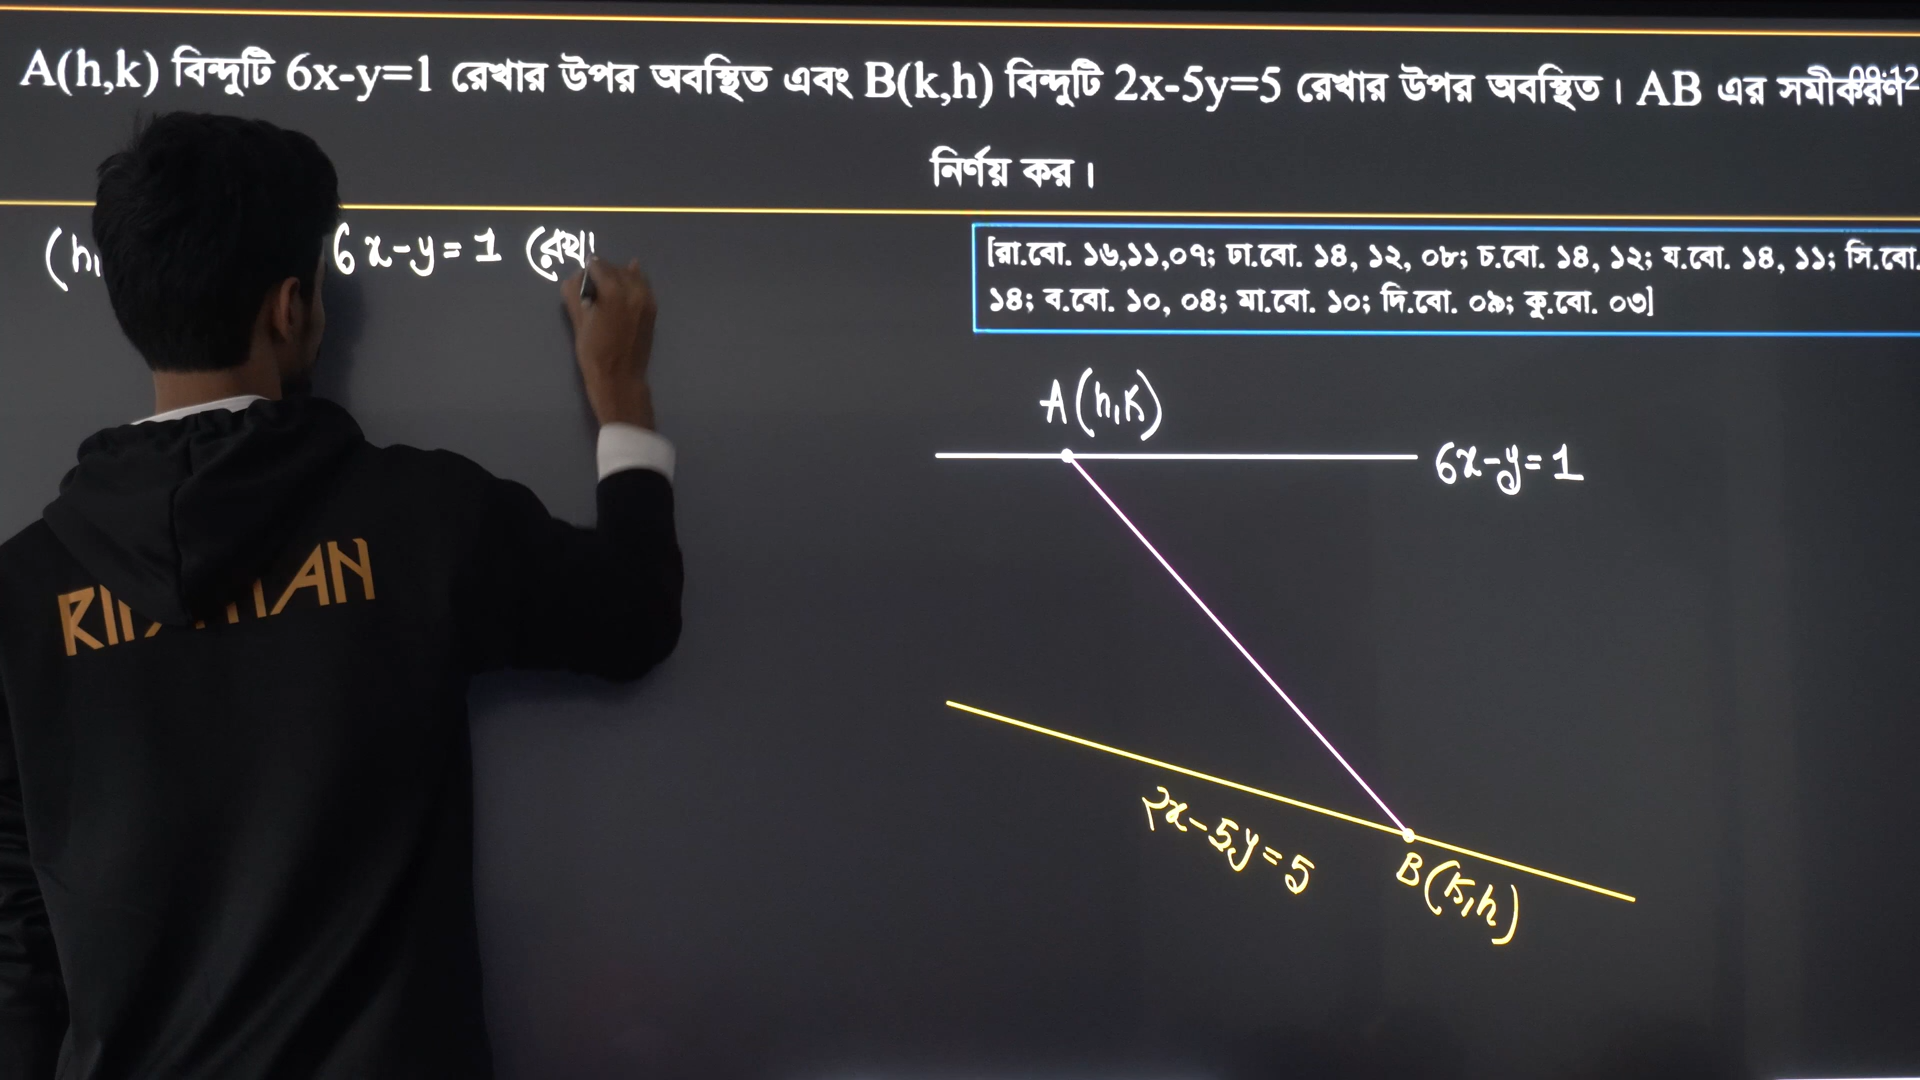 A(h,k) বিন্দুটি 6x-y=1 রেখার উপর অবস্থিত এবং B(k,h) বিন্দুটি 2x-5y=5 রেখার উপর অবস্থিত। AB এর সমীকরণ
09:12
নির্ণয় কর।
(h, 6x-y=1 রেখা
[রা.বো. ১৬,১১,০৭; ঢা.বো. ১৪, ১২, ০৮; চ.বো. ১৪, ১২; য.বো. ১৪, ১১; সি.বো.
১৪; ব.বো. ১০, ০৪; মা.বো. ১০; দি.বো. ০৯; কু.বো. ০৩]
A(h,k)
6x-y=1
2x-5y=5
B(k,h)